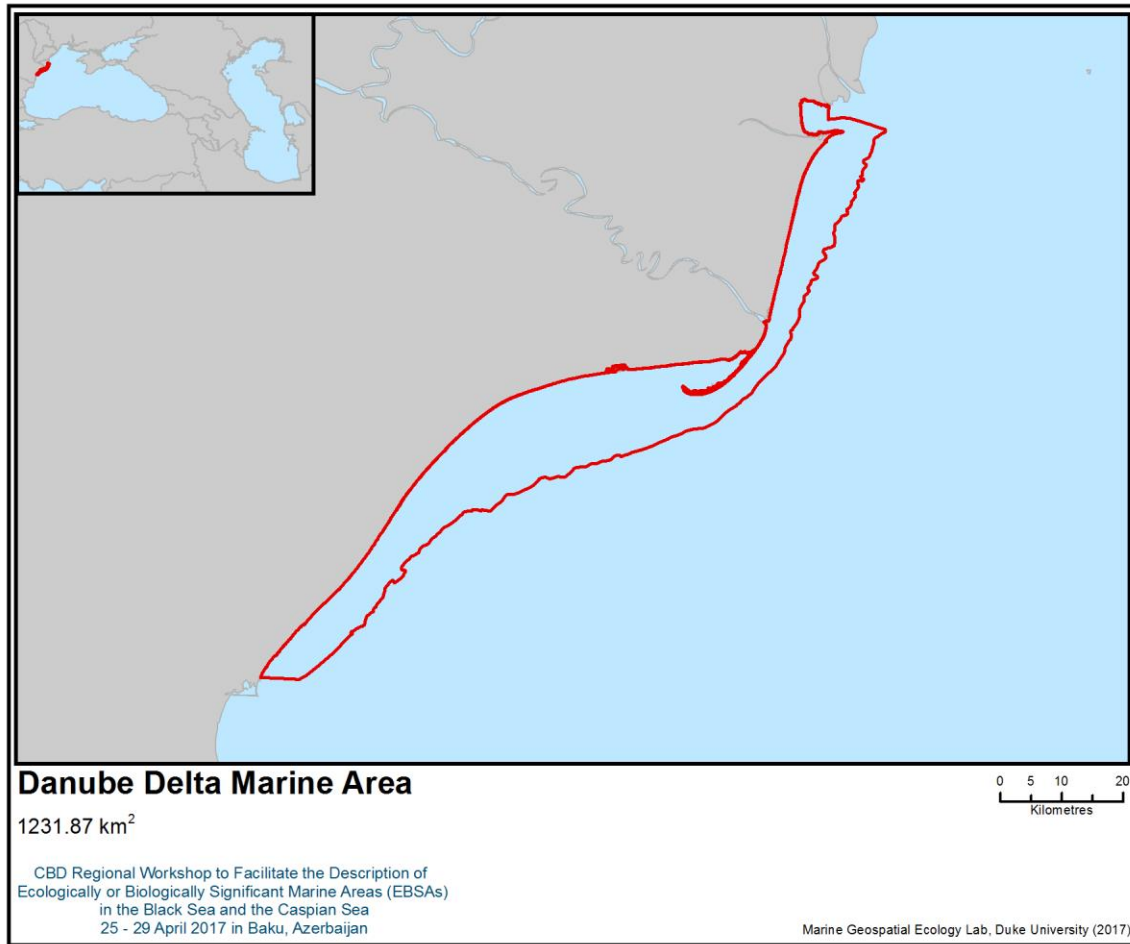 Danube Delta Marine Area
1231.87 km²
0 5 10 20
Kilometres
CBD Regional Workshop to Facilitate the Description of
Ecologically or Biologically Significant Marine Areas (EBSAs)
in the Black Sea and the Caspian Sea
25 - 29 April 2017 in Baku, Azerbaijan
Marine Geospatial Ecology Lab, Duke University (2017)